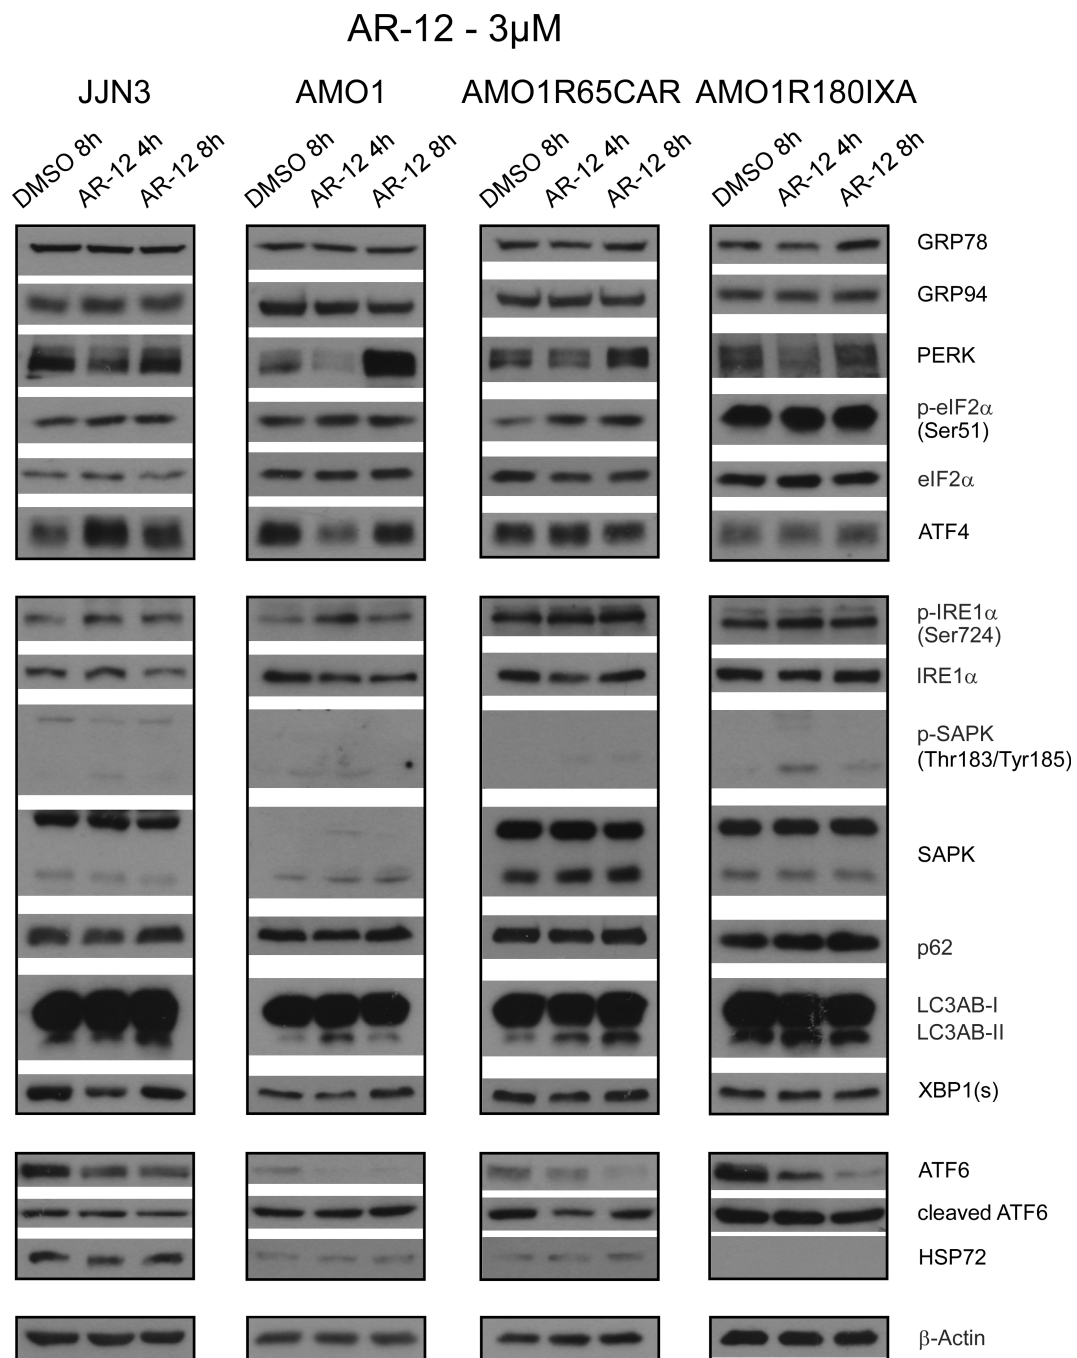 AR-12 - 3µM
JJN3 AMO1 AMO1R65CAR AMO1R180IXA
DMSO 8h AR-12 4h AR-12 8h DMSO 8h AR-12 4h AR-12 8h DMSO 8h AR-12 4h AR-12 8h DMSO 8h AR-12 4h AR-12 8h
GRP78
GRP94
PERK
p-eIF2α
(Ser51)
eIF2α
ATF4
p-IRE1α
(Ser724)
IRE1α
p-SAPK
(Thr183/Tyr185)
SAPK
p62
LC3AB-I
LC3AB-II
XBP1(s)
ATF6
cleaved ATF6
HSP72
β-Actin